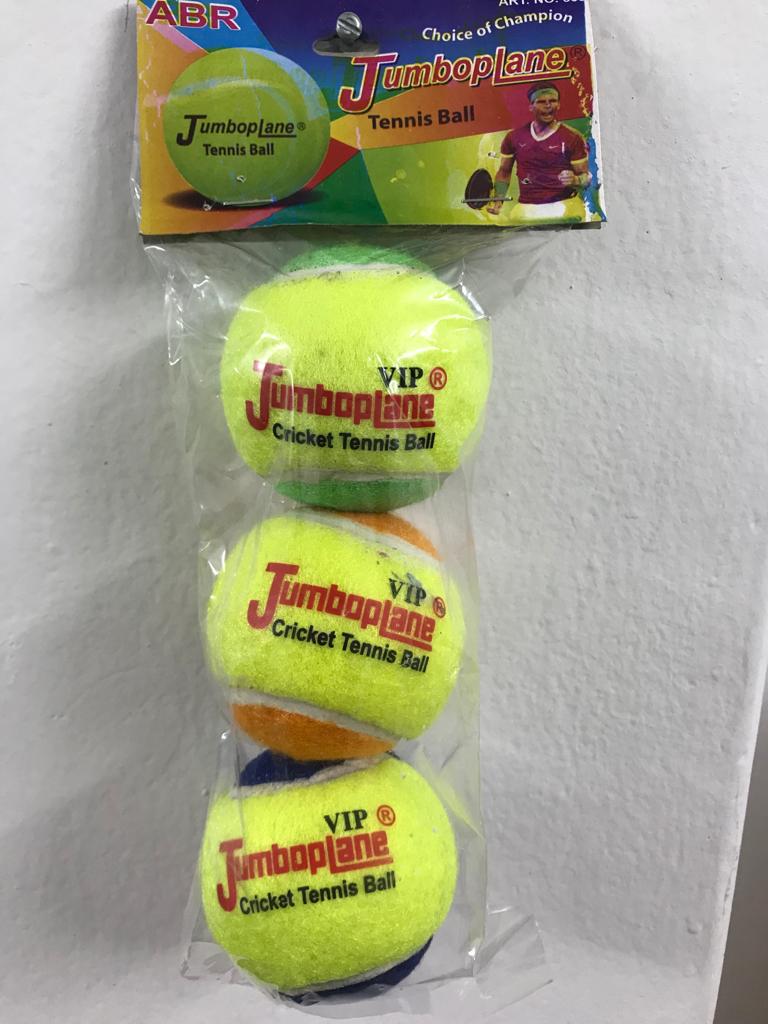 ABR
ART. NO.
Choice of Champion
Jumboplane®
Tennis Ball
Jumboplane®
Tennis Ball
VIP ®
Jumboplane
Cricket Tennis Ball
VIP ®
Jumboplane
Cricket Tennis Ball
VIP ®
Jumboplane
Cricket Tennis Ball